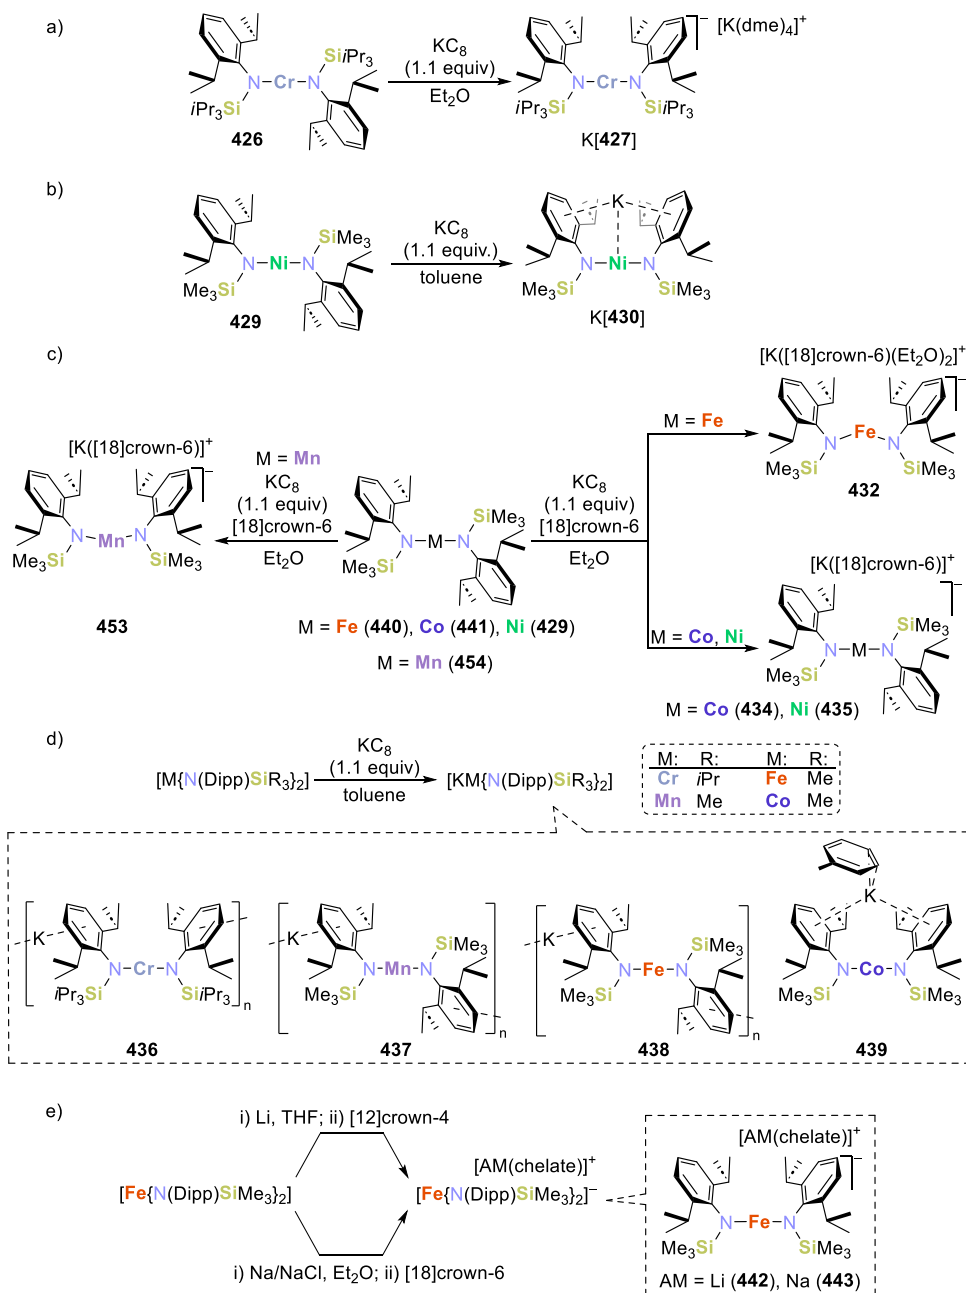 a)
iPr₃Si
N
Cr
N
SiiPr₃
426
KC₈
(1.1 equiv)
Et₂O
[K(dme)₄]⁺
–
N
Cr
N
iPr₃Si
SiiPr₃
K[427]
b)
Me₃Si
N
Ni
N
SiMe₃
429
KC₈
(1.1 equiv.)
toluene
K
N
Ni
N
Me₃Si
SiMe₃
K[430]
c)
[K([18]crown-6)]⁺
–
N
Mn
N
Me₃Si
SiMe₃
453
M = Mn
KC₈
(1.1 equiv)
[18]crown-6
Et₂O
SiMe₃
N
M
N
Me₃Si
M = Fe (440), Co (441), Ni (429)
M = Mn (454)
KC₈
(1.1 equiv)
[18]crown-6
Et₂O
M = Fe
[K([18]crown-6)(Et₂O)₂]⁺
–
N
Fe
N
Me₃Si
SiMe₃
432
M = Co, Ni
[K([18]crown-6)]⁺
–
SiMe₃
N
M
N
Me₃Si
M = Co (434), Ni (435)
d)
[M{N(Dipp)SiR₃}₂]
KC₈
(1.1 equiv)
toluene
[KM{N(Dipp)SiR₃}₂]
M: R: M: R:
Cr iPr Fe Me
Mn Me Co Me
K
N
Cr
N
iPr₃Si
SiiPr₃
n
436
K
SiMe₃
N
Mn
N
Me₃Si
n
437
K
SiMe₃
N
Fe
N
Me₃Si
n
438
K
N
Co
N
Me₃Si
SiMe₃
439
e)
i) Li, THF; ii) [12]crown-4
[Fe{N(Dipp)SiMe₃}₂]
[AM(chelate)]⁺
[Fe{N(Dipp)SiMe₃}₂]⁻
i) Na/NaCl, Et₂O; ii) [18]crown-6
[AM(chelate)]⁺
–
N
Fe
N
Me₃Si
SiMe₃
AM = Li (442), Na (443)